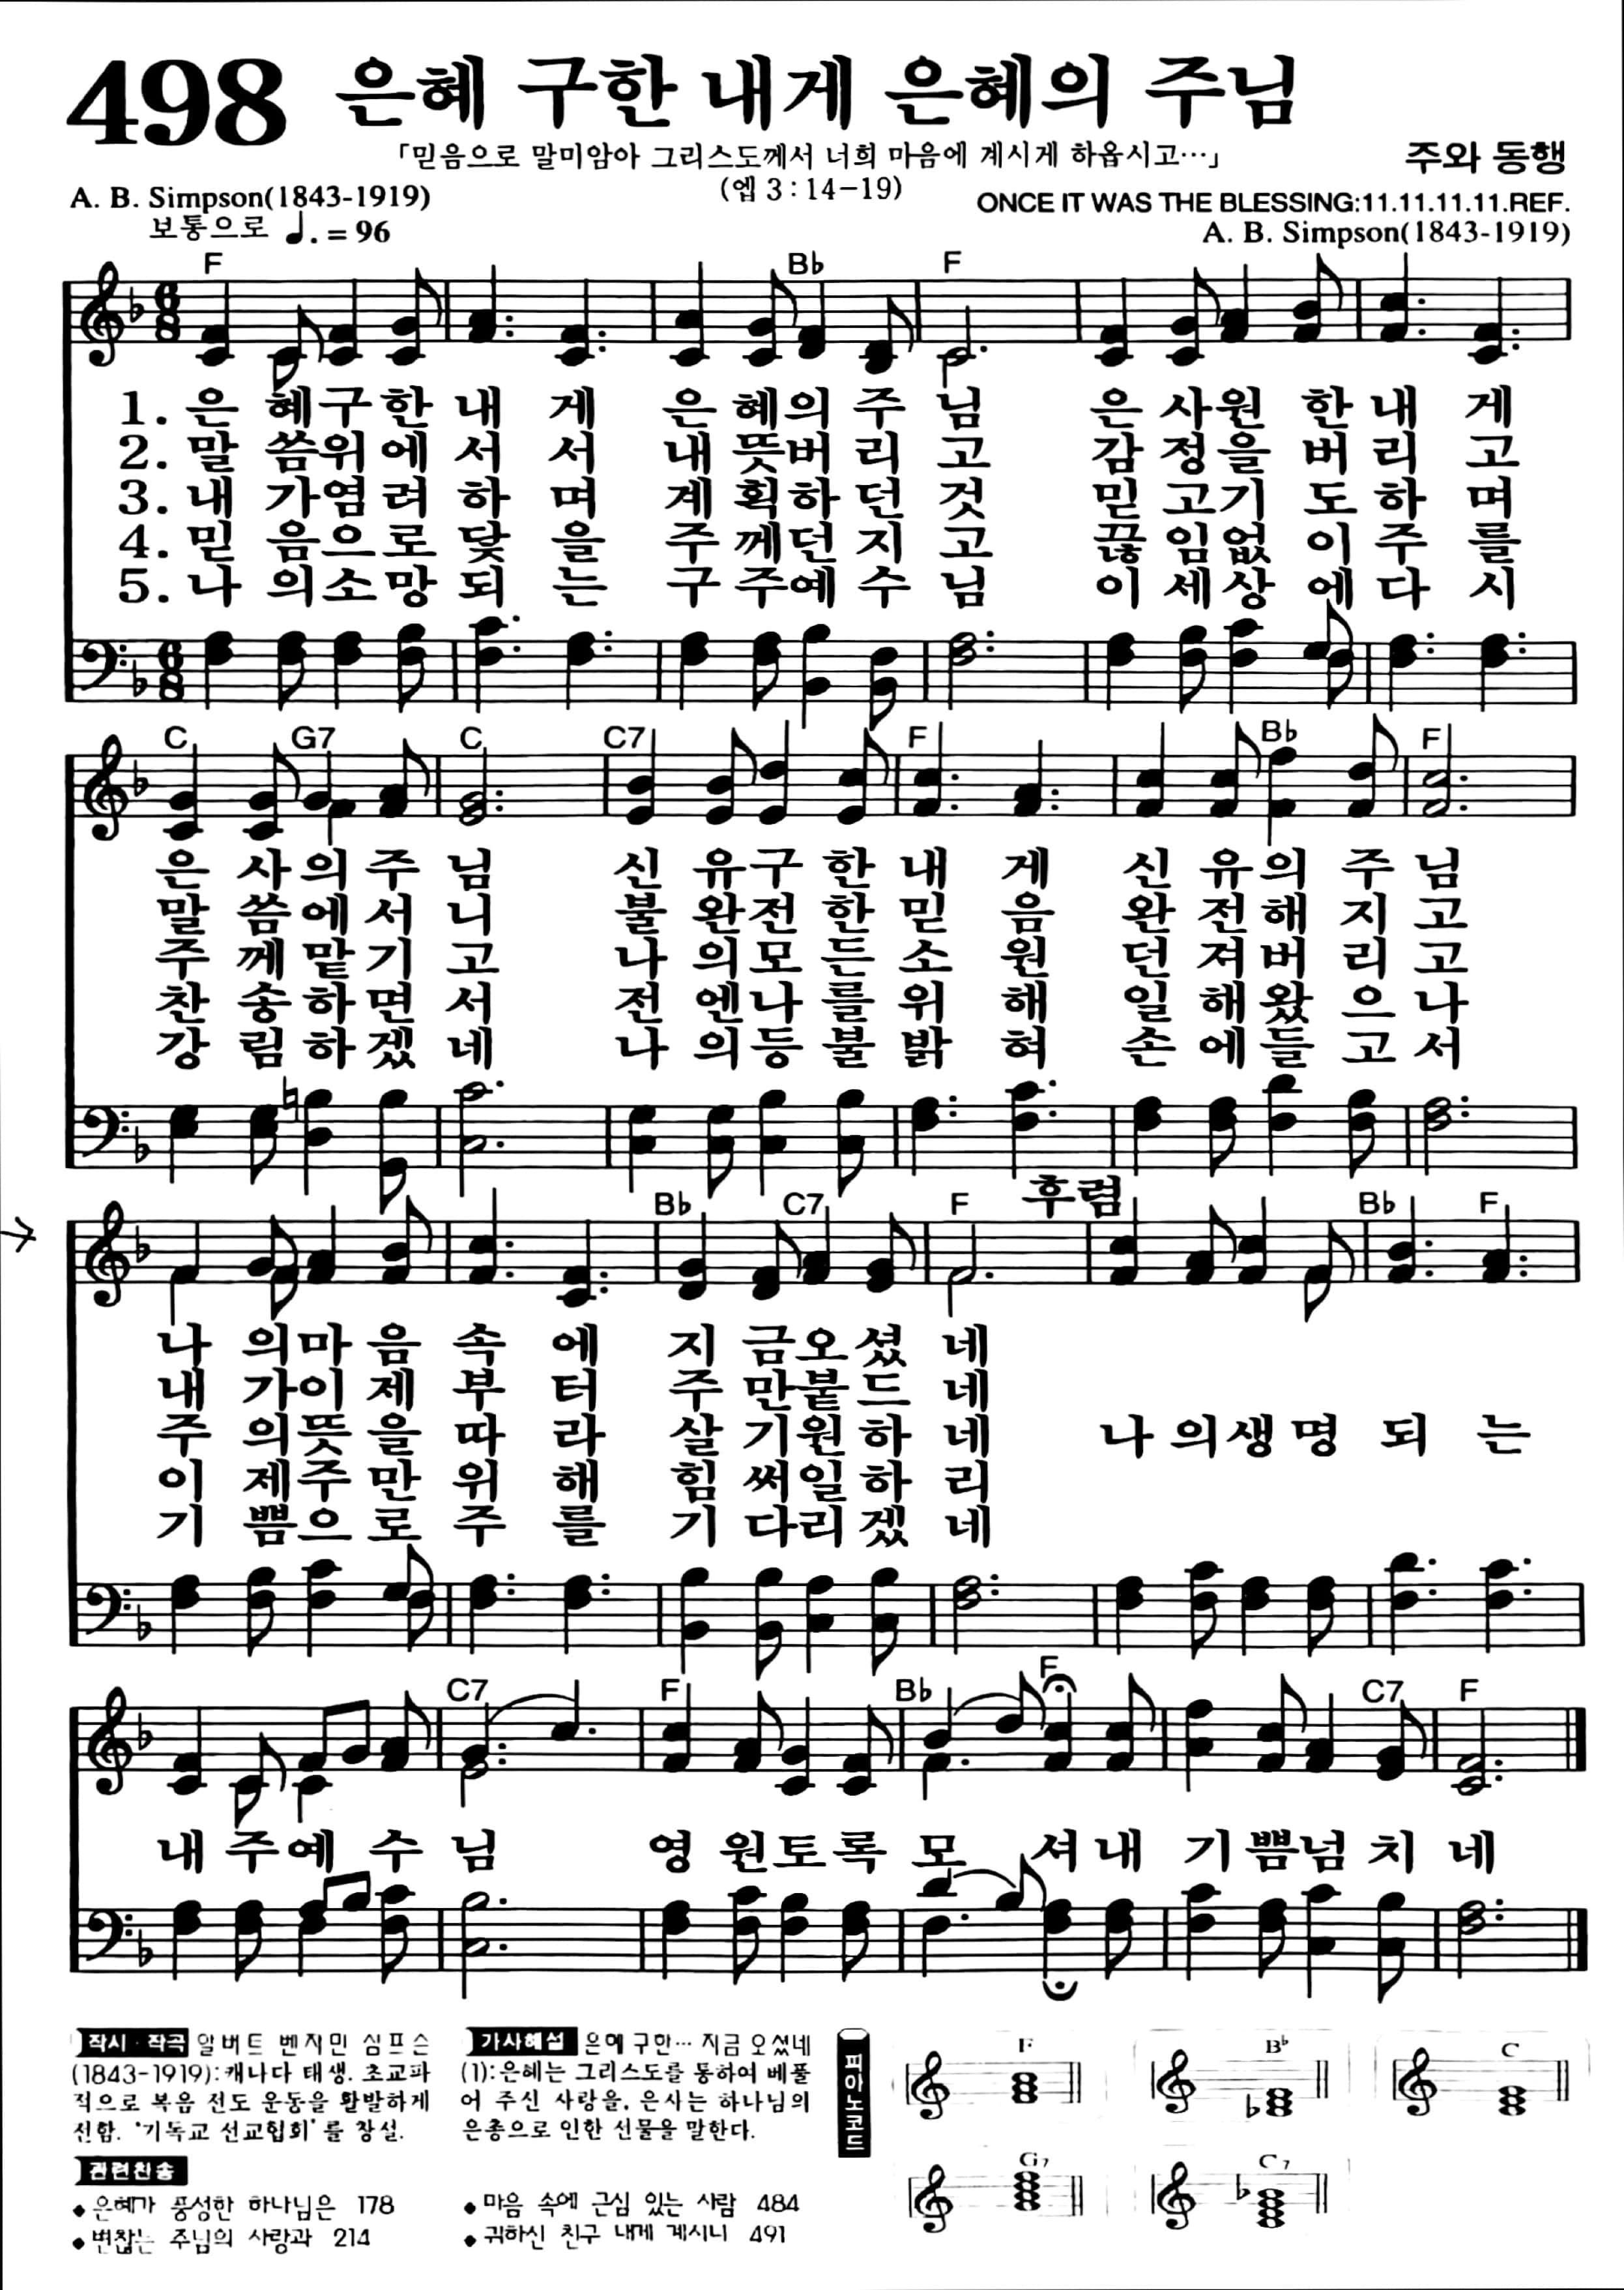 498 은혜 구한 내게 은혜의 주님
「믿음으로 말미암아 그리스도께서 너희 마음에 계시게 하옵시고…」
(엡 3 : 14-19)
주와 동행
A. B. Simpson(1843-1919)
ONCE IT WAS THE BLESSING:11.11.11.11.REF.
보통으로 ♩. = 96
A. B. Simpson(1843-1919)
F B♭ F
1. 은 혜구 한 내 게 은 혜의 주 님 은 사원 한 내 게
2. 말 씀위 에 서 서 내 뜻버 리 고 감 정을 버 리 고
3. 내 가염 려 하 며 계 획하 던 것 믿 고기 도 하 며
4. 믿 음으 로 닻 을 주 께던 지 고 끊 임없 이 주 를
5. 나 의소 망 되 는 구 주예 수 님 이 세상 에 다 시
C G7 C C7 F B♭ F
은 사의 주 님 신 유구 한 내 게 신 유의 주 님
말 씀에 서 니 불 완전 한 믿 음 완 전해 지 고
주 께맡 기 고 나 의모 든 소 원 던 져버 리 고
찬 송하 면 서 전 엔나 를 위 해 일 해왔 으 나
강 림하 겠 네 나 의등 불 밝 혀 손 에들 고 서
후렴
B♭ C7 F B♭ F
나 의마 음 속 에 지 금오 셨 네
내 가이 제 부 터 주 만붙 드 네
주 의뜻 을 따 라 살 기원 하 네 나 의생 명 되 는
이 제주 만 위 해 힘 써일 하 리
기 쁨으 로 주 를 기 다리 겠 네
C7 F B♭ F C7 F
내 주예 수 님 영 원토 록 모 셔 내 기 쁨넘 치 네
작시·작곡 알버트 벤자민 심프슨
(1843-1919):캐나다 태생. 초교파
적으로 복음 전도 운동을 활발하게
전함. '기독교 선교협회'를 창설.
관련찬송
◆은혜가 풍성한 하나님은 178
◆변찮는 주님의 사랑과 214
가사해설 은혜 구한… 지금 오셨네
(1):은혜는 그리스도를 통하여 베풀
어 주신 사랑을, 은사는 하나님의
은총으로 인한 선물을 말한다.
◆마음 속에 근심 있는 사람 484
◆귀하신 친구 내게 계시니 491
피아노코드
F B♭ C
G7 C7